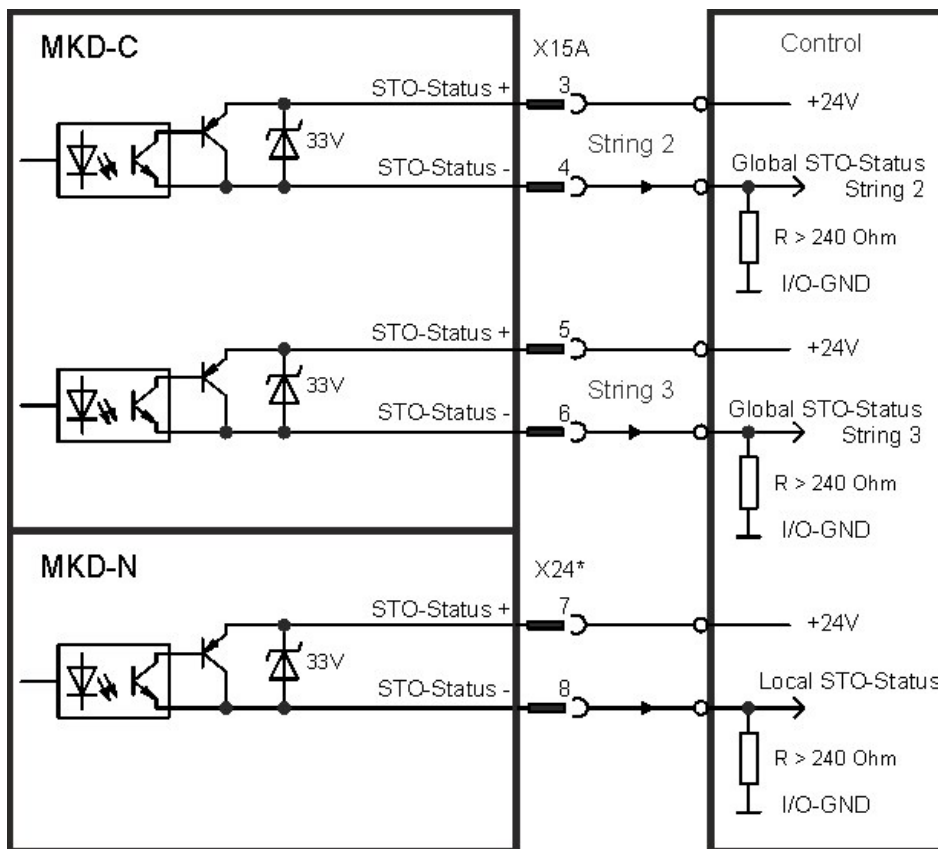 MKD-C
X15A
Control
STO-Status +
3
+24V
33V
String 2
STO-Status -
4
Global STO-Status
String 2
R > 240 Ohm
I/O-GND
STO-Status +
5
+24V
33V
String 3
STO-Status -
6
Global STO-Status
String 3
R > 240 Ohm
I/O-GND
MKD-N
X24*
STO-Status +
7
+24V
33V
STO-Status -
8
Local STO-Status
R > 240 Ohm
I/O-GND